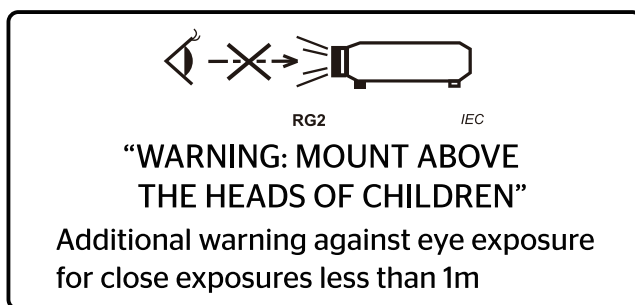 RG2 IEC
“WARNING: MOUNT ABOVE
THE HEADS OF CHILDREN”
Additional warning against eye exposure
for close exposures less than 1m